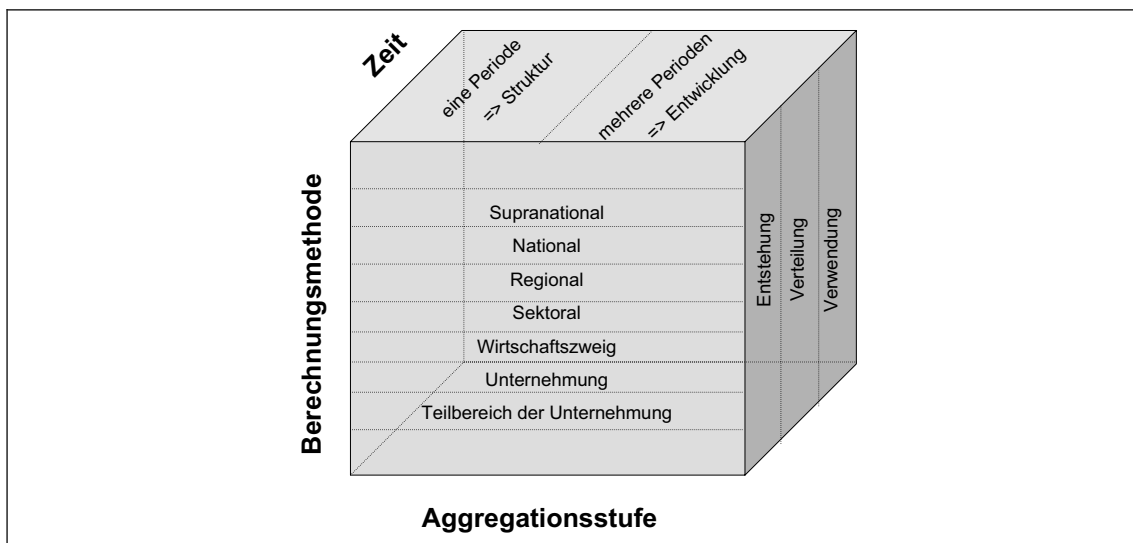 Zeit
eine Periode
=> Struktur
mehrere Perioden
=> Entwicklung
Berechnungsmethode
Supranational
National
Regional
Sektoral
Wirtschaftszweig
Unternehmung
Teilbereich der Unternehmung
Entstehung
Verteilung
Verwendung
Aggregationsstufe